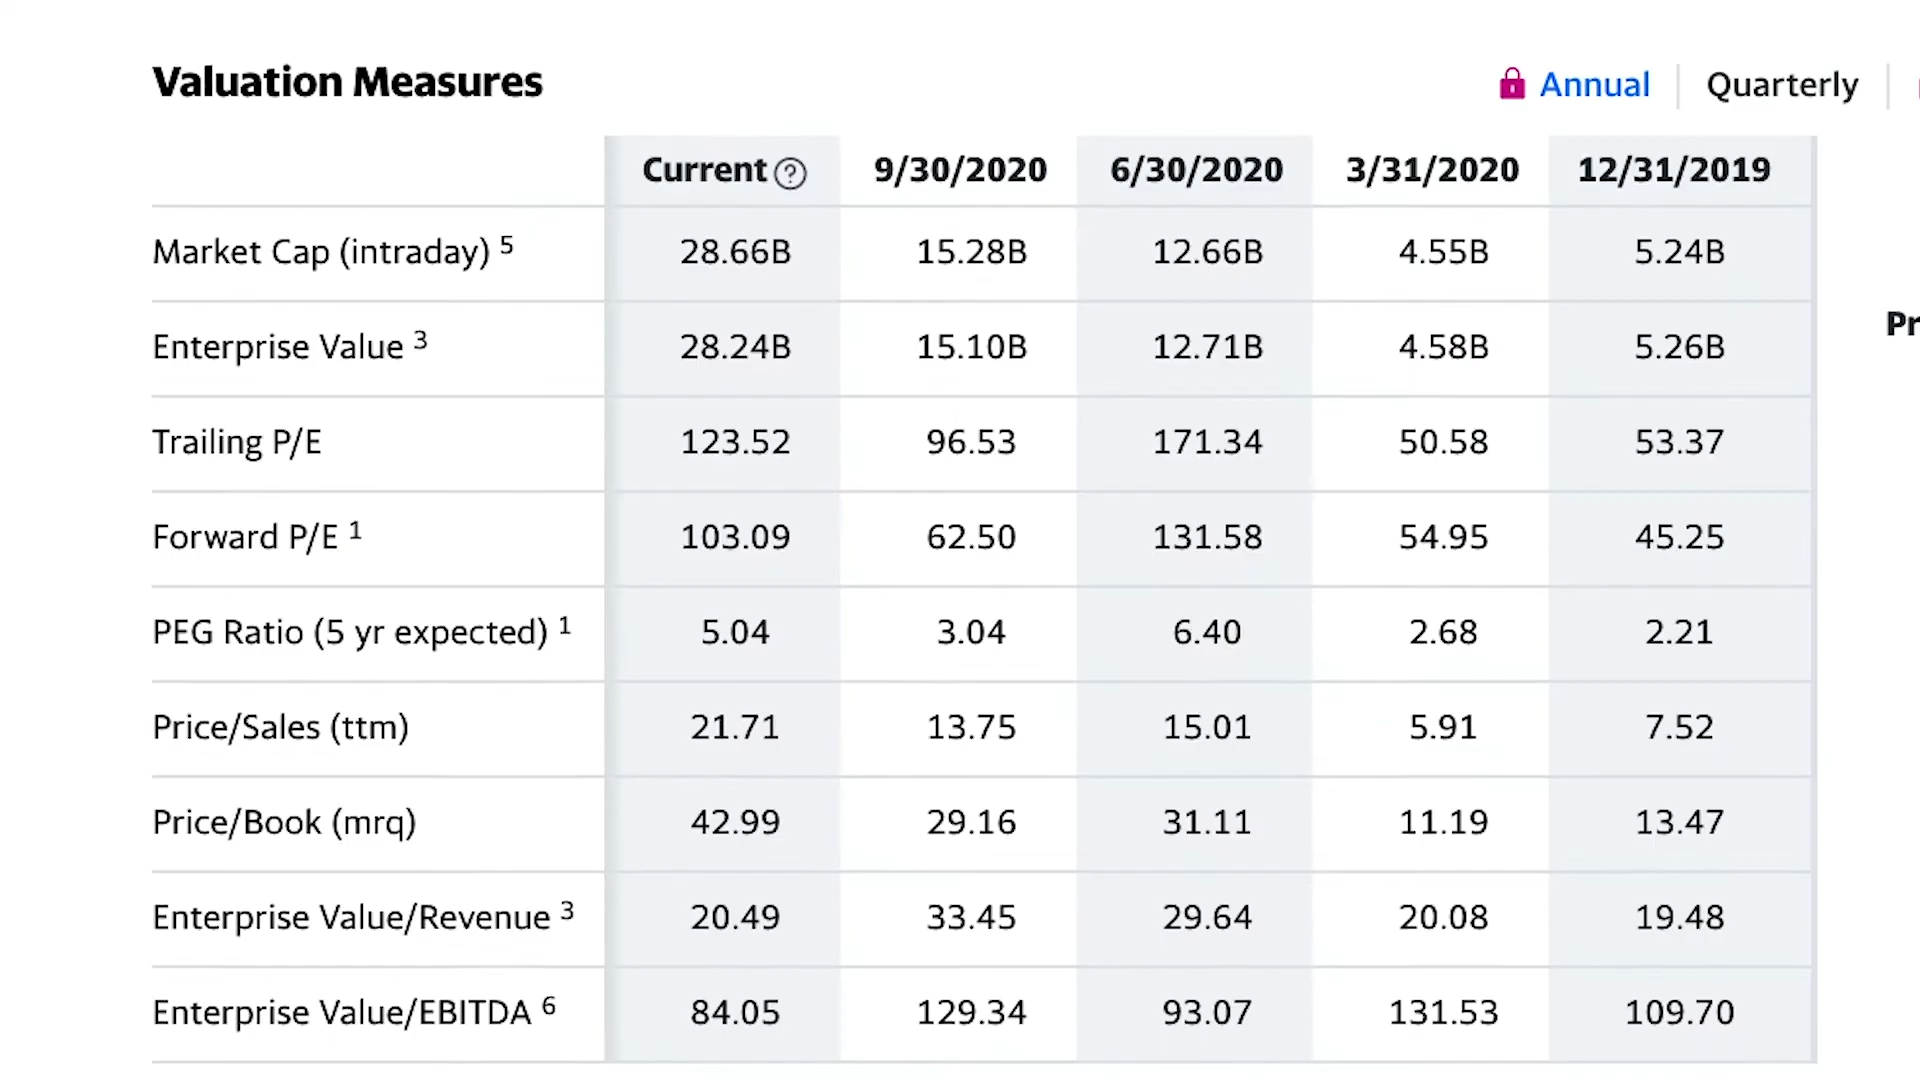 Valuation Measures
Annual Quarterly
Current ? 9/30/2020 6/30/2020 3/31/2020 12/31/2019
Market Cap (intraday) 5 28.66B 15.28B 12.66B 4.55B 5.24B
Pr
Enterprise Value 3 28.24B 15.10B 12.71B 4.58B 5.26B
Trailing P/E 123.52 96.53 171.34 50.58 53.37
Forward P/E 1 103.09 62.50 131.58 54.95 45.25
PEG Ratio (5 yr expected) 1 5.04 3.04 6.40 2.68 2.21
Price/Sales (ttm) 21.71 13.75 15.01 5.91 7.52
Price/Book (mrq) 42.99 29.16 31.11 11.19 13.47
Enterprise Value/Revenue 3 20.49 33.45 29.64 20.08 19.48
Enterprise Value/EBITDA 6 84.05 129.34 93.07 131.53 109.70